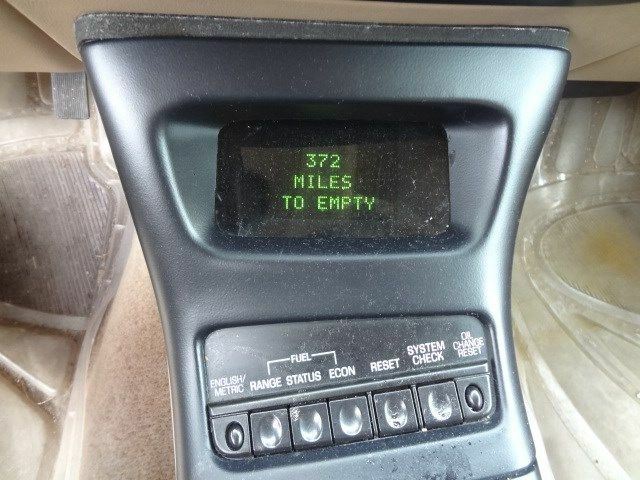 372
MILES
TO EMPTY
FUEL
ENGLISH/
METRIC
RANGE STATUS ECON
RESET
SYSTEM
CHECK
OIL
CHANGE
RESET